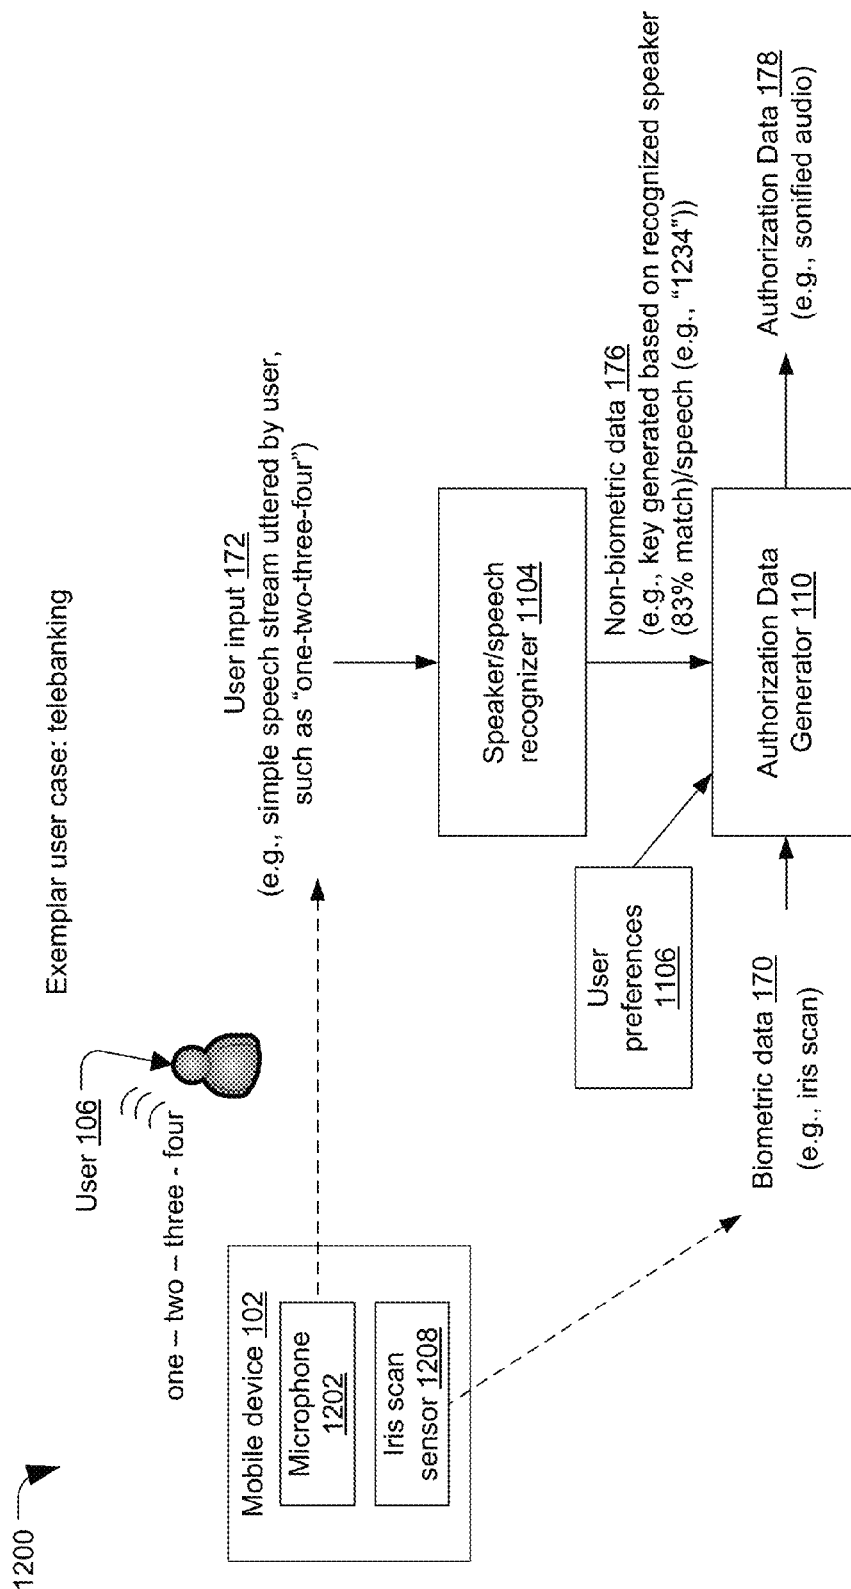 1200
Exemplar user case: telebanking
User 106
one – two – three - four
Mobile device 102
Microphone
1202
Iris scan
sensor 1208
User input 172
(e.g., simple speech stream uttered by user,
such as “one-two-three-four”)
Speaker/speech
recognizer 1104
Non-biometric data 176
(e.g., key generated based on recognized speaker
(83% match)/speech (e.g., “1234”))
User
preferences
1106
Biometric data 170
(e.g., iris scan)
Authorization Data
Generator 110
Authorization Data 178
(e.g., sonified audio)